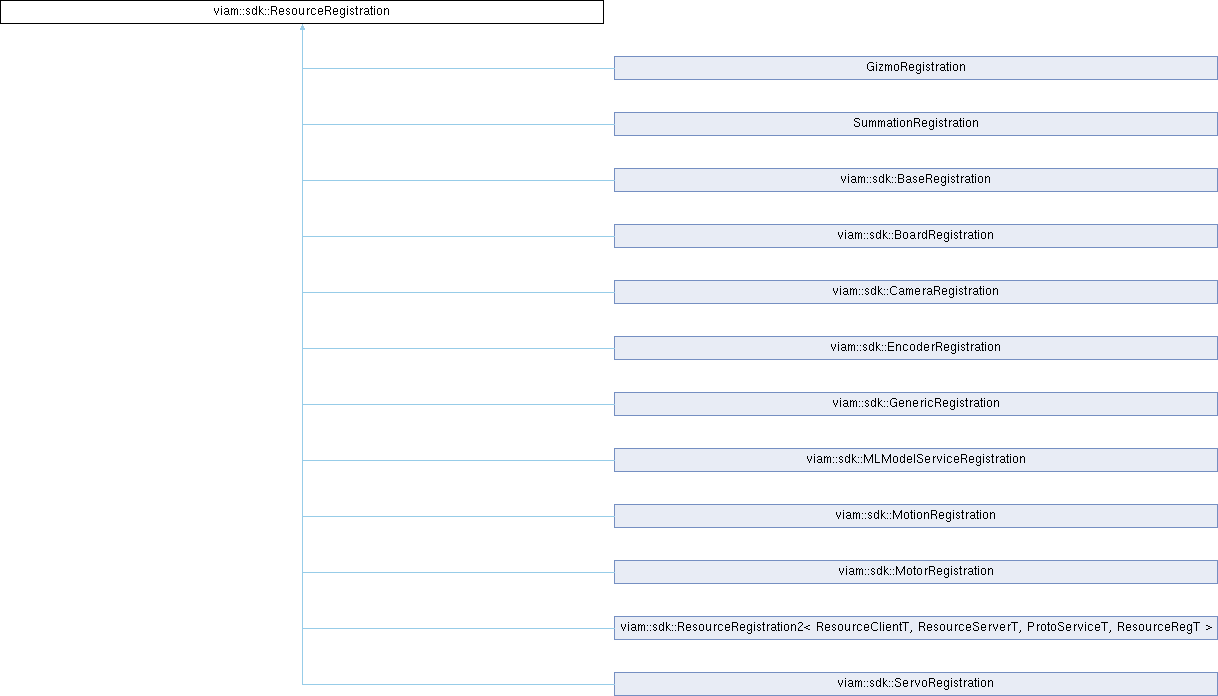 viam::sdk::ResourceRegistration
GizmoRegistration
SummationRegistration
viam::sdk::BaseRegistration
viam::sdk::BoardRegistration
viam::sdk::CameraRegistration
viam::sdk::EncoderRegistration
viam::sdk::GenericRegistration
viam::sdk::MLModelServiceRegistration
viam::sdk::MotionRegistration
viam::sdk::MotorRegistration
viam::sdk::ResourceRegistration2< ResourceClientT, ResourceServerT, ProtoServiceT, ResourceRegT >
viam::sdk::ServoRegistration